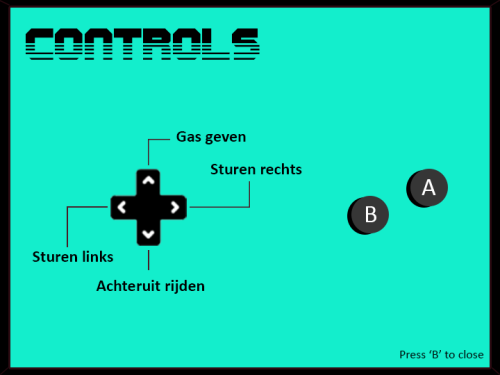 CONTROLS
Gas geven
Sturen rechts
A
B
Sturen links
Achteruit rijden
Press ‘B’ to close